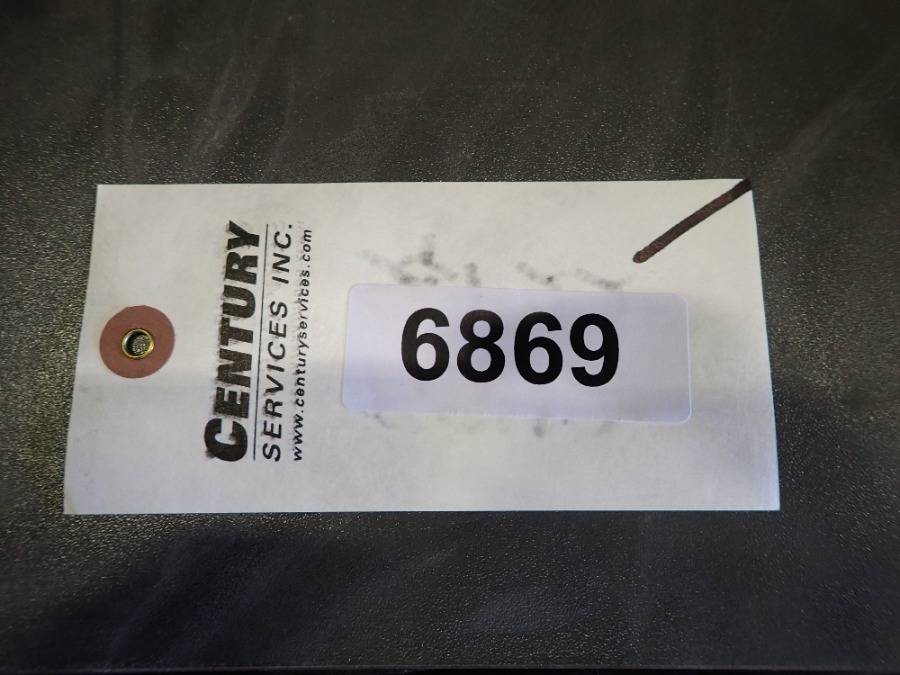 CENTURY
SERVICES INC.
www.centuryservices.com
6869